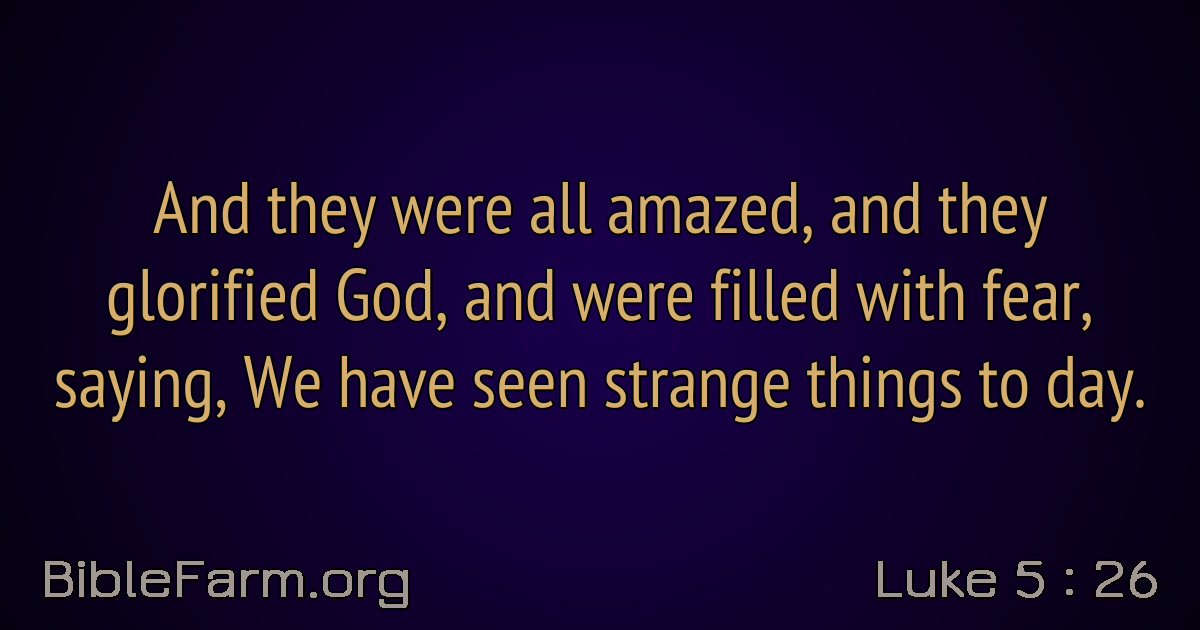 And they were all amazed, and they
glorified God, and were filled with fear,
saying, We have seen strange things to day.
BibleFarm.org
Luke 5 : 26